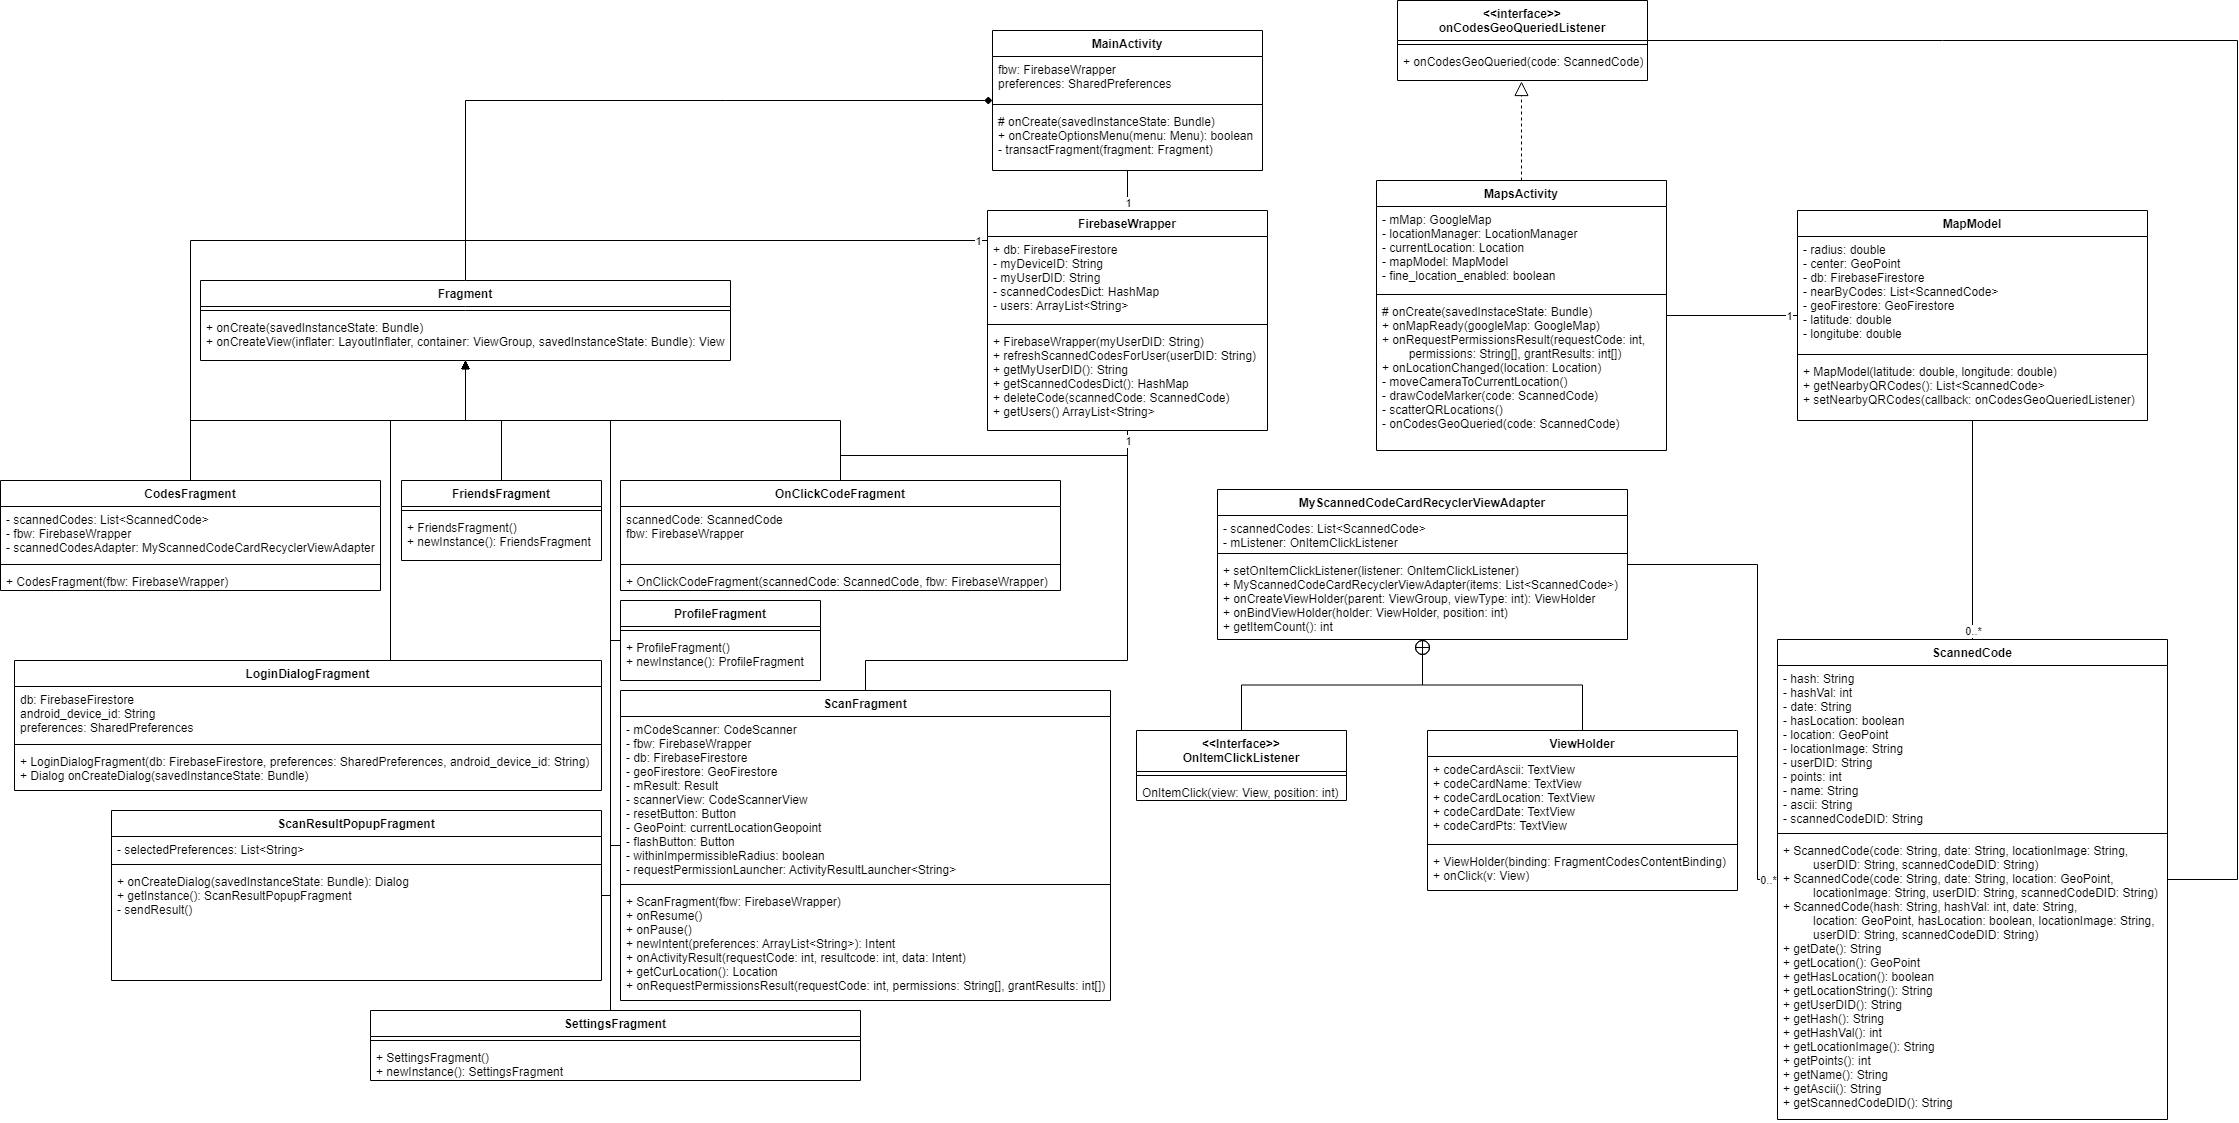 <<interface>>
onCodesGeoQueriedListener
+ onCodesGeoQueried(code: ScannedCode)
MainActivity
fbw: FirebaseWrapper
preferences: SharedPreferences
# onCreate(savedInstanceState: Bundle)
+ onCreateOptionsMenu(menu: Menu): boolean
- transactFragment(fragment: Fragment)
1
FirebaseWrapper
+ db: FirebaseFirestore
- myDeviceID: String
- myUserDID: String
- scannedCodesDict: HashMap
- users: ArrayList<String>
+ FirebaseWrapper(myUserDID: String)
+ refreshScannedCodesForUser(userDID: String)
+ getMyUserDID(): String
+ getScannedCodesDict(): HashMap
+ deleteCode(scannedCode: ScannedCode)
+ getUsers() ArrayList<String>
1
1
MapsActivity
- mMap: GoogleMap
- locationManager: LocationManager
- currentLocation: Location
- mapModel: MapModel
- fine_location_enabled: boolean
# onCreate(savedInstaceState: Bundle)
+ onMapReady(googleMap: GoogleMap)
+ onRequestPermissionsResult(requestCode: int,
permissions: String[], grantResults: int[])
+ onLocationChanged(location: Location)
- moveCameraToCurrentLocation()
- drawCodeMarker(code: ScannedCode)
- scatterQRLocations()
- onCodesGeoQueried(code: ScannedCode)
1
MapModel
- radius: double
- center: GeoPoint
- db: FirebaseFirestore
- nearByCodes: List<ScannedCode>
- geoFirestore: GeoFirestore
- latitude: double
- longitube: double
+ MapModel(latitude: double, longitude: double)
+ getNearbyQRCodes(): List<ScannedCode>
+ setNearbyQRCodes(callback: onCodesGeoQueriedListener)
0..*
Fragment
+ onCreate(savedInstanceState: Bundle)
+ onCreateView(inflater: LayoutInflater, container: ViewGroup, savedInstanceState: Bundle): View
CodesFragment
- scannedCodes: List<ScannedCode>
- fbw: FirebaseWrapper
- scannedCodesAdapter: MyScannedCodeCardRecyclerViewAdapter
+ CodesFragment(fbw: FirebaseWrapper)
FriendsFragment
+ FriendsFragment()
+ newInstance(): FriendsFragment
OnClickCodeFragment
scannedCode: ScannedCode
fbw: FirebaseWrapper
+ OnClickCodeFragment(scannedCode: ScannedCode, fbw: FirebaseWrapper)
ProfileFragment
+ ProfileFragment()
+ newInstance(): ProfileFragment
LoginDialogFragment
db: FirebaseFirestore
android_device_id: String
preferences: SharedPreferences
+ LoginDialogFragment(db: FirebaseFirestore, preferences: SharedPreferences, android_device_id: String)
+ Dialog onCreateDialog(savedInstanceState: Bundle)
ScanResultPopupFragment
- selectedPreferences: List<String>
+ onCreateDialog(savedInstanceState: Bundle): Dialog
+ getInstance(): ScanResultPopupFragment
- sendResult()
ScanFragment
- mCodeScanner: CodeScanner
- fbw: FirebaseWrapper
- db: FirebaseFirestore
- geoFirestore: GeoFirestore
- mResult: Result
- scannerView: CodeScannerView
- resetButton: Button
- GeoPoint: currentLocationGeopoint
- flashButton: Button
- withinImpermissibleRadius: boolean
- requestPermissionLauncher: ActivityResultLauncher<String>
+ ScanFragment(fbw: FirebaseWrapper)
+ onResume()
+ onPause()
+ newIntent(preferences: ArrayList<String>): Intent
+ onActivityResult(requestCode: int, resultcode: int, data: Intent)
+ getCurLocation(): Location
+ onRequestPermissionsResult(requestCode: int, permissions: String[], grantResults: int[])
SettingsFragment
+ SettingsFragment()
+ newInstance(): SettingsFragment
MyScannedCodeCardRecyclerViewAdapter
- scannedCodes: List<ScannedCode>
- mListener: OnItemClickListener
+ setOnItemClickListener(listener: OnItemClickListener)
+ MyScannedCodeCardRecyclerViewAdapter(items: List<ScannedCode>)
+ onCreateViewHolder(parent: ViewGroup, viewType: int): ViewHolder
+ onBindViewHolder(holder: ViewHolder, position: int)
+ getItemCount(): int
<<Interface>>
OnItemClickListener
OnItemClick(view: View, position: int)
ViewHolder
+ codeCardAscii: TextView
+ codeCardName: TextView
+ codeCardLocation: TextView
+ codeCardDate: TextView
+ codeCardPts: TextView
+ ViewHolder(binding: FragmentCodesContentBinding)
+ onClick(v: View)
0..*
ScannedCode
- hash: String
- hashVal: int
- date: String
- hasLocation: boolean
- location: GeoPoint
- locationImage: String
- userDID: String
- points: int
- name: String
- ascii: String
- scannedCodeDID: String
+ ScannedCode(code: String, date: String, locationImage: String,
userDID: String, scannedCodeDID: String)
+ ScannedCode(code: String, date: String, location: GeoPoint,
locationImage: String, userDID: String, scannedCodeDID: String)
+ ScannedCode(hash: String, hashVal: int, date: String,
location: GeoPoint, hasLocation: boolean, locationImage: String,
userDID: String, scannedCodeDID: String)
+ getDate(): String
+ getLocation(): GeoPoint
+ getHasLocation(): boolean
+ getLocationString(): String
+ getUserDID(): String
+ getHash(): String
+ getHashVal(): int
+ getLocationImage(): String
+ getPoints(): int
+ getName(): String
+ getAscii(): String
+ getScannedCodeDID(): String